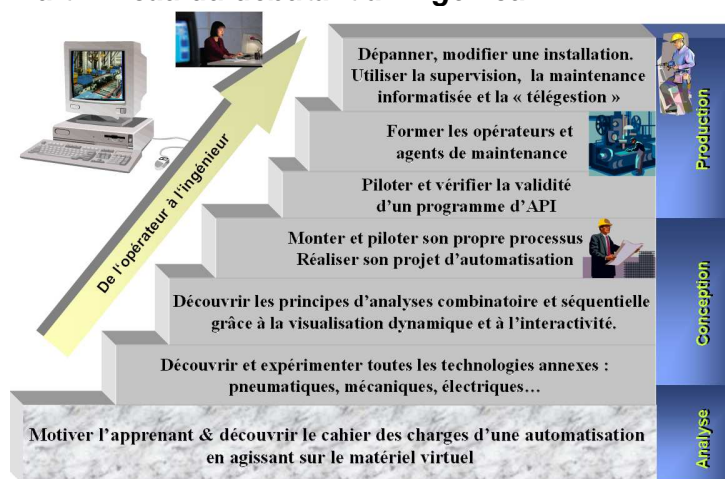 Dépanner, modifier une installation.
Utiliser la supervision, la maintenance
informatisée et la « télégestion »
Former les opérateurs et
agents de maintenance
Piloter et vérifier la validité
d'un programme d'API
Monter et piloter son propre processus
Réaliser son projet d'automatisation
Découvrir les principes d'analyses combinatoire et séquentielle
grâce à la visualisation dynamique et à l'interactivité.
Découvrir et expérimenter toutes les technologies annexes :
pneumatiques, mécaniques, électriques…
Motiver l'apprenant & découvrir le cahier des charges d'une automatisation
en agissant sur le matériel virtuel
De l'opérateur à l'ingénieur
Production
Conception
Analyse